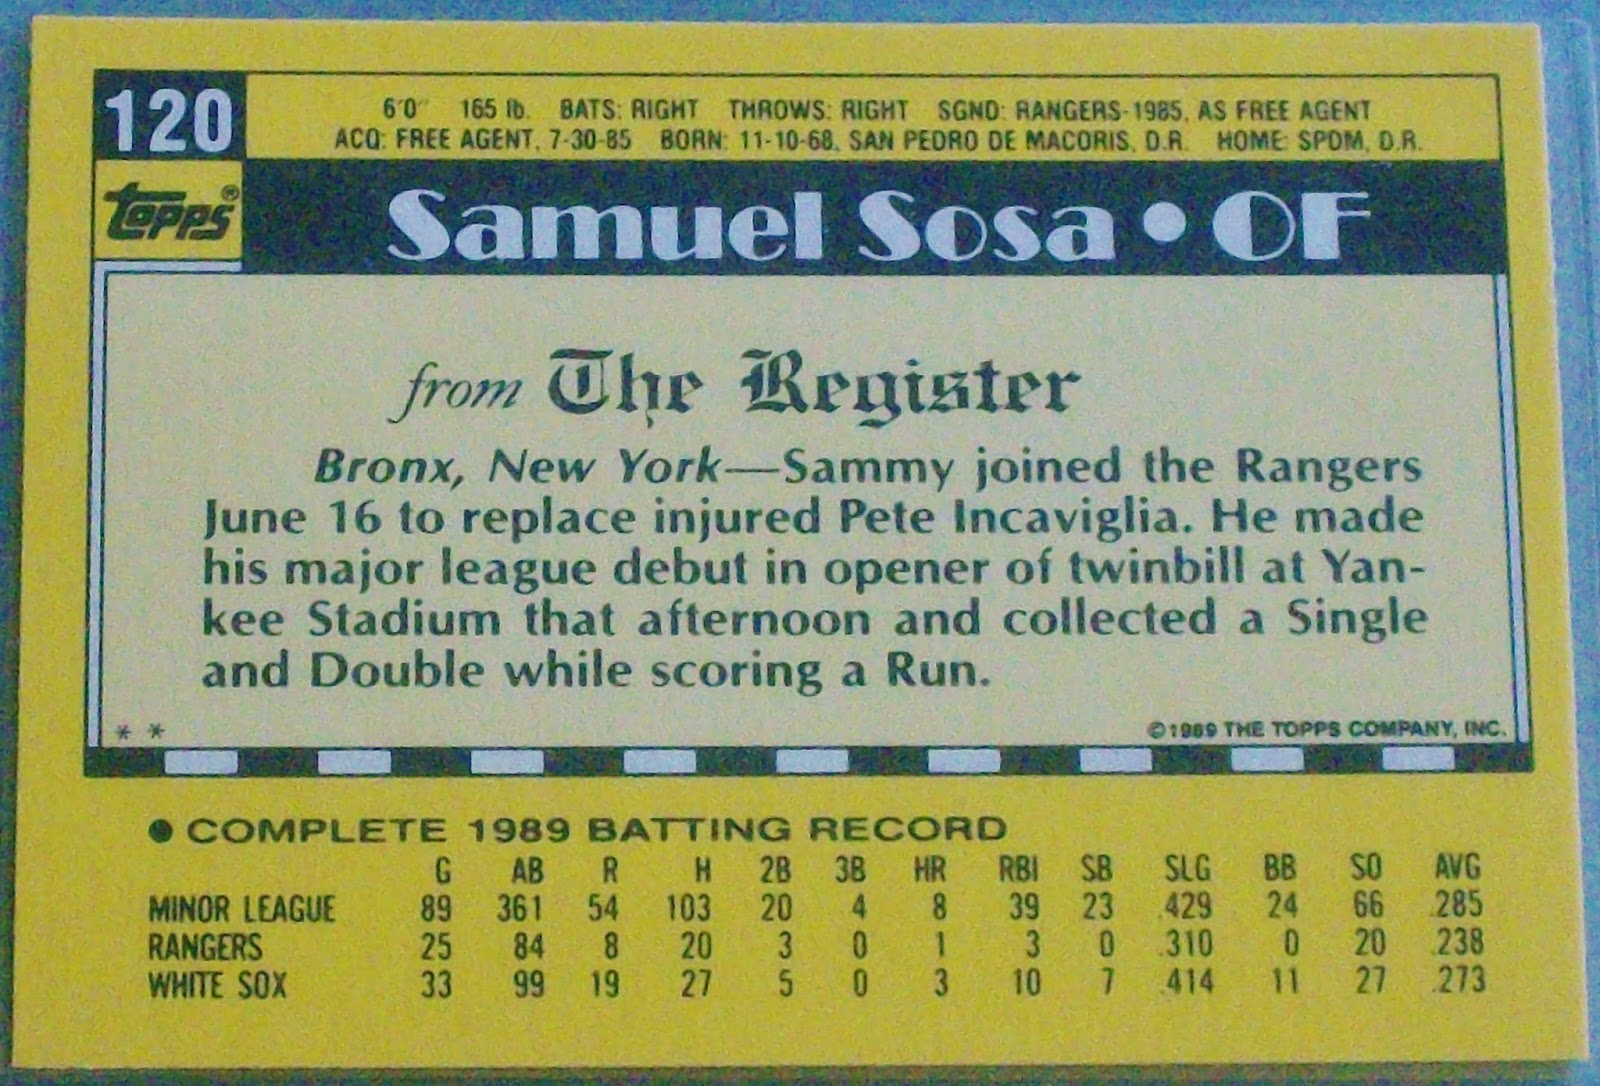 120
6'0" 165 lb. BATS: RIGHT THROWS: RIGHT SGND: RANGERS-1985, AS FREE AGENT
ACQ: FREE AGENT, 7-30-85 BORN: 11-10-68, SAN PEDRO DE MACORIS, D.R. HOME: SPDM, D.R.
topps®
Samuel Sosa • OF
from The Register
Bronx, New York—Sammy joined the Rangers
June 16 to replace injured Pete Incaviglia. He made
his major league debut in opener of twinbill at Yan-
kee Stadium that afternoon and collected a Single
and Double while scoring a Run.
* * ©1989 THE TOPPS COMPANY, INC.
● COMPLETE 1989 BATTING RECORD
G AB R H 2B 3B HR RBI SB SLG BB SO AVG
MINOR LEAGUE 89 361 54 103 20 4 8 39 23 .429 24 66 .285
RANGERS 25 84 8 20 3 0 1 3 0 .310 0 20 .238
WHITE SOX 33 99 19 27 5 0 3 10 7 .414 11 27 .273